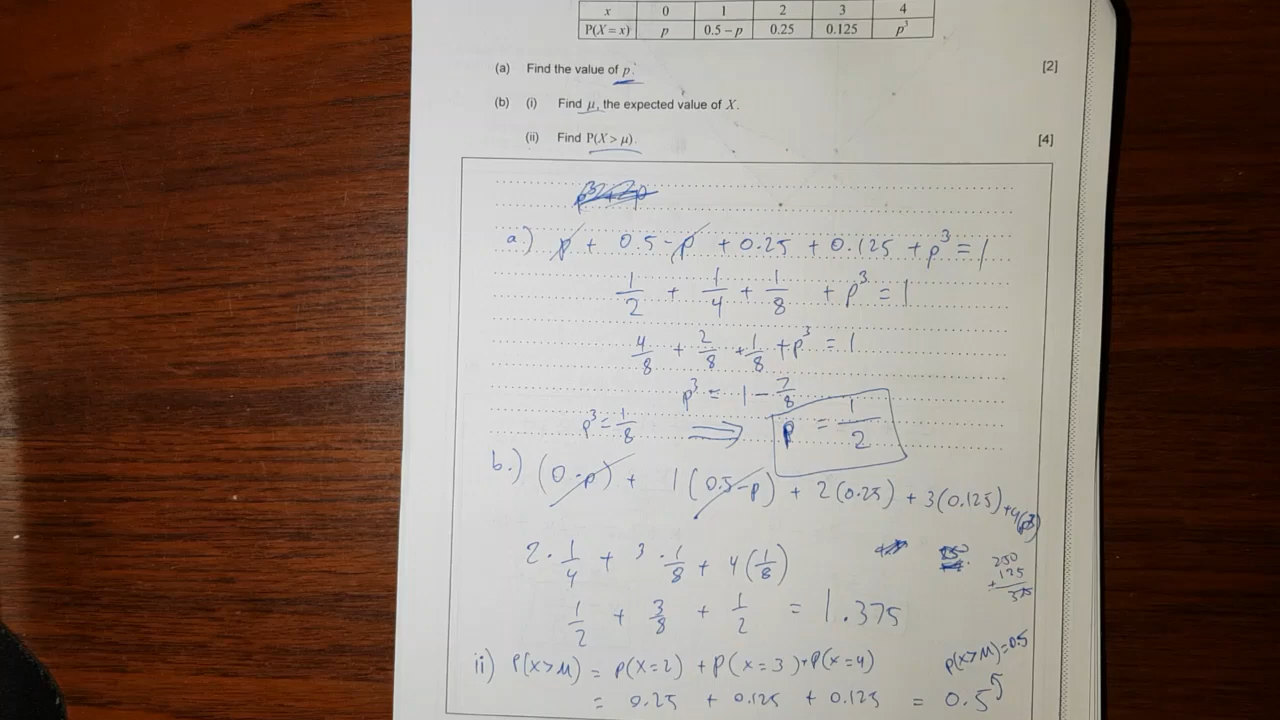 x 0 1 2 3 4
P(X = x) p 0.5 − p 0.25 0.125 p³
(a) Find the value of p. [2]
(b) (i) Find μ, the expected value of X.
(ii) Find P(X > μ). [4]
a.) p + 0.5 - p + 0.25 + 0.125 + p³ = 1
1/2 + 1/4 + 1/8 + p³ = 1
4/8 + 2/8 + 1/8 + p³ = 1
p³ = 1 - 7/8
p³ = 1/8 ⟹ p = 1/2
b.) (0·p) + 1(0.5-p) + 2(0.25) + 3(0.125) + 4(p³)
2·1/4 + 3·1/8 + 4(1/8)
250
+125
375
1/2 + 3/8 + 1/2 = 1.375
ii) P(x>μ) = P(x=2) + P(x=3) + P(x=4)
P(x>μ)=0.5
= 0.25 + 0.125 + 0.125 = 0.5